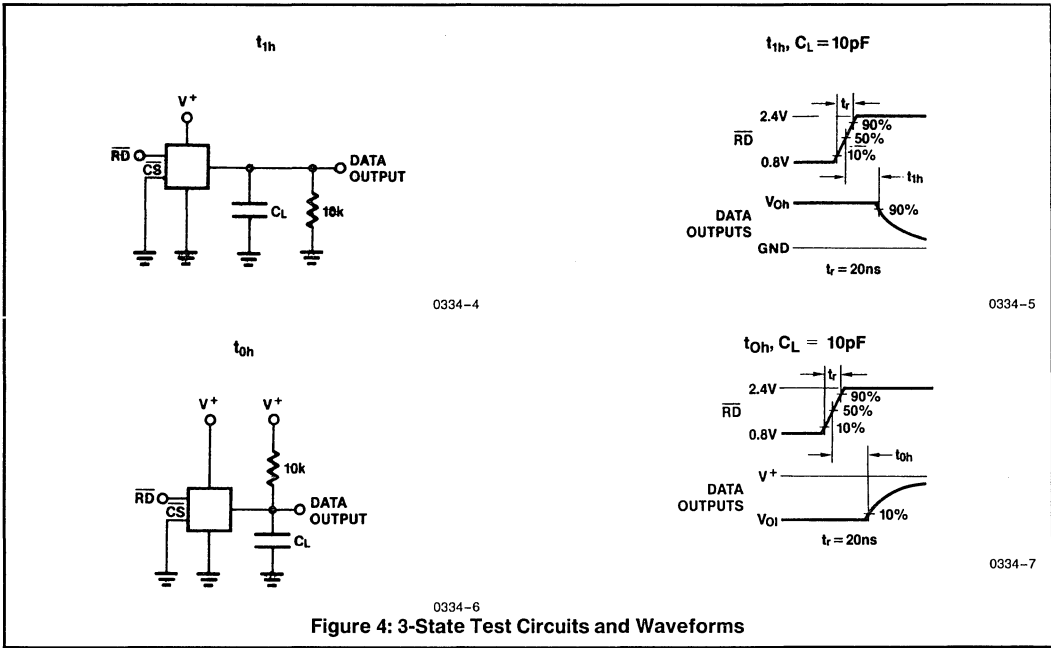 t1h
V+
RD
CS
DATA
OUTPUT
CL
10k
0334–4
t1h, CL = 10pF
tr
2.4V
90%
50%
10%
RD
0.8V
t1h
VOh
90%
DATA
OUTPUTS
GND
tr = 20ns
0334–5
t0h
V+
V+
10k
RD
CS
DATA
OUTPUT
CL
0334–6
tOh, CL = 10pF
tr
2.4V
90%
50%
10%
RD
0.8V
t0h
V+
DATA
OUTPUTS
VOl
10%
tr = 20ns
0334–7
Figure 4: 3-State Test Circuits and Waveforms